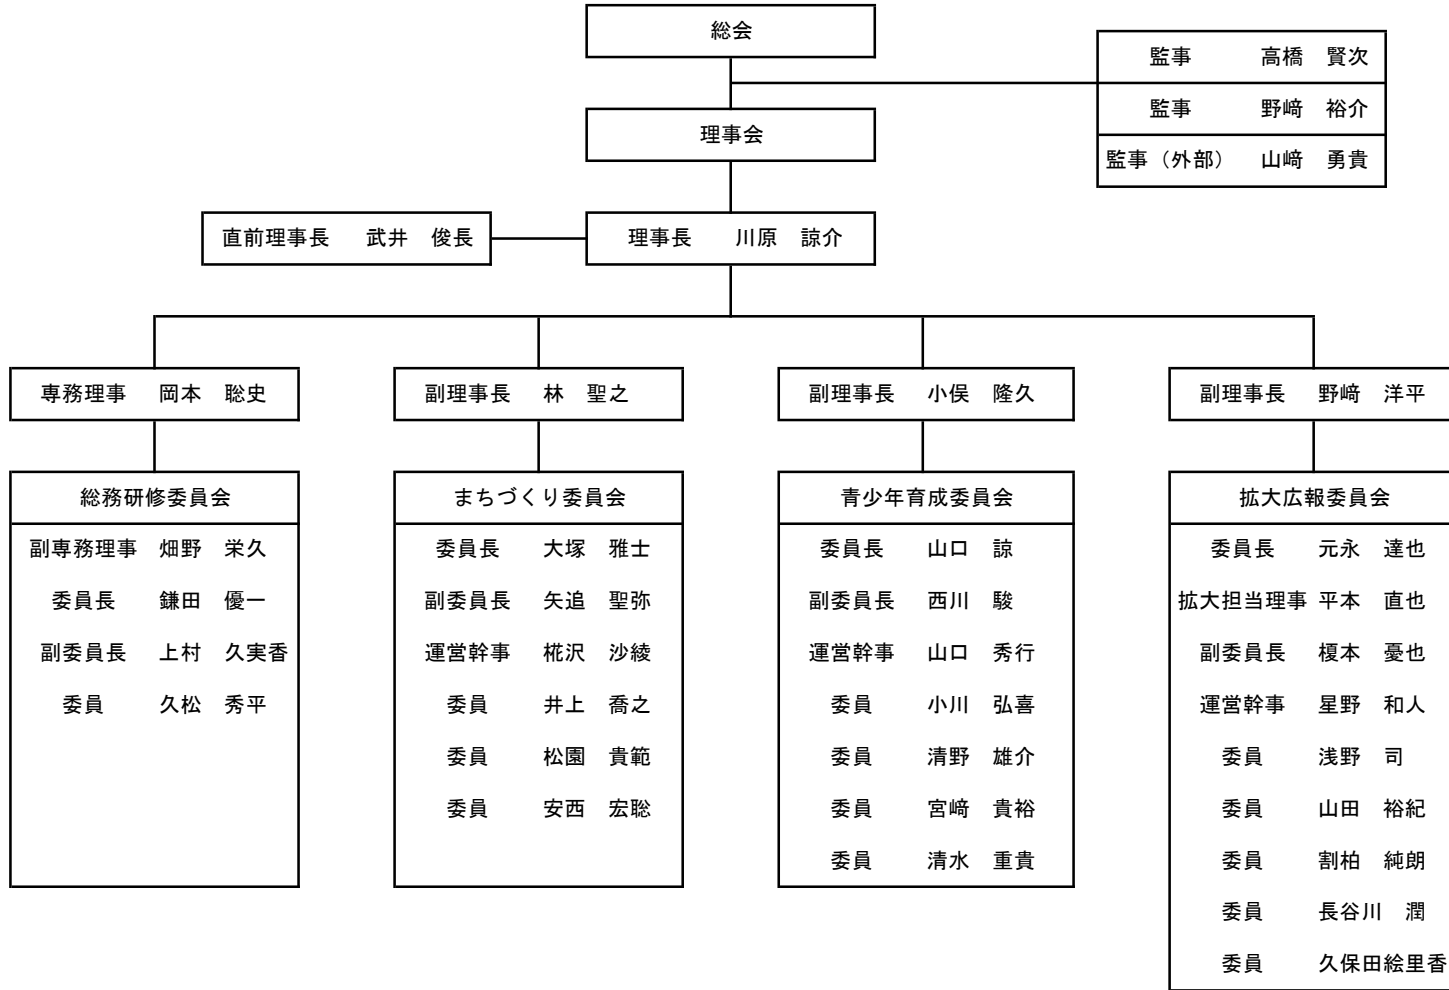 総会
監事 高橋 賢次
監事 野﨑 裕介
監事（外部） 山﨑 勇貴
理事会
直前理事長 武井 俊長
理事長 川原 諒介
専務理事 岡本 聡史
副理事長 林 聖之
副理事長 小俣 隆久
副理事長 野﨑 洋平
総務研修委員会
副専務理事 畑野 栄久
委員長 鎌田 優一
副委員長 上村 久実香
委員 久松 秀平
まちづくり委員会
委員長 大塚 雅士
副委員長 矢追 聖弥
運営幹事 椛沢 沙綾
委員 井上 喬之
委員 松園 貴範
委員 安西 宏聡
青少年育成委員会
委員長 山口 諒
副委員長 西川 駿
運営幹事 山口 秀行
委員 小川 弘喜
委員 清野 雄介
委員 宮﨑 貴裕
委員 清水 重貴
拡大広報委員会
委員長 元永 達也
拡大担当理事 平本 直也
副委員長 榎本 憂也
運営幹事 星野 和人
委員 浅野 司
委員 山田 裕紀
委員 割柏 純朗
委員 長谷川 潤
委員 久保田絵里香